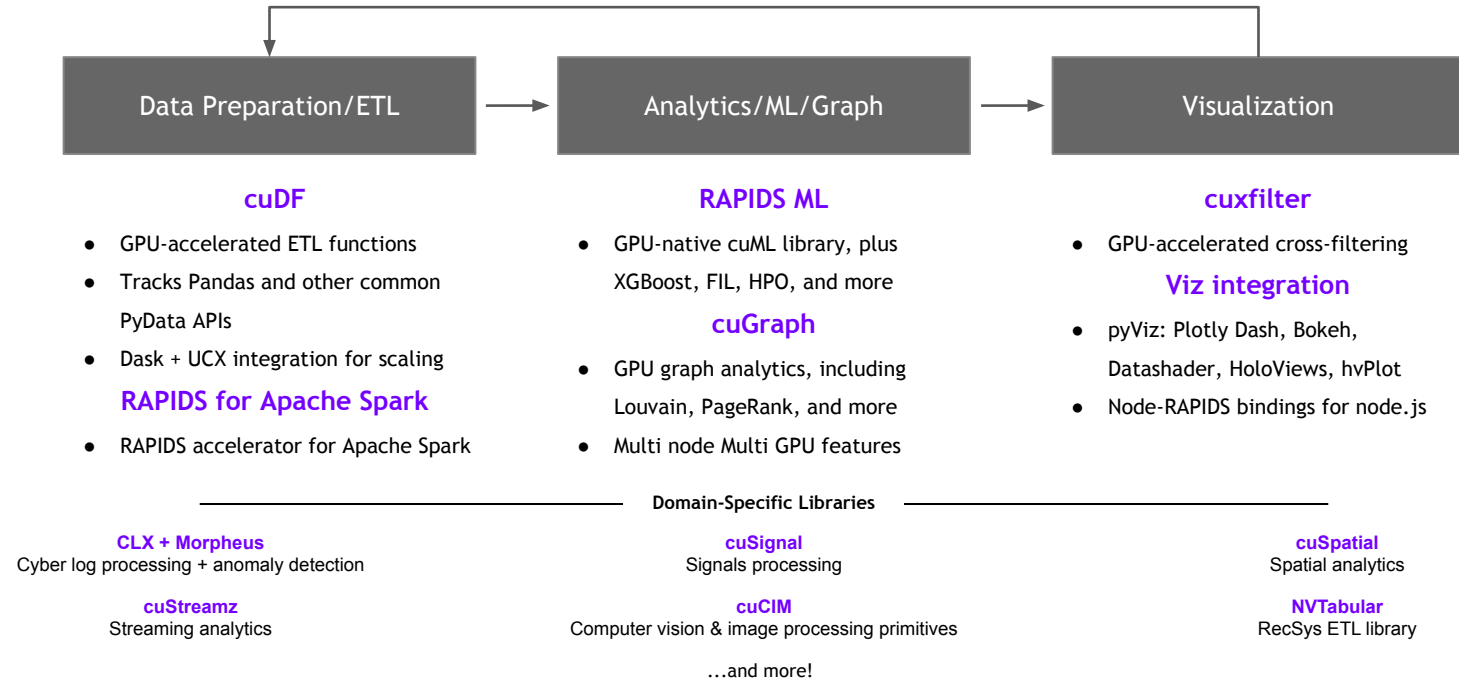 Data Preparation/ETL
Analytics/ML/Graph
Visualization
cuDF
● GPU-accelerated ETL functions
● Tracks Pandas and other common
PyData APIs
● Dask + UCX integration for scaling
RAPIDS for Apache Spark
● RAPIDS accelerator for Apache Spark
RAPIDS ML
● GPU-native cuML library, plus
XGBoost, FIL, HPO, and more
cuGraph
● GPU graph analytics, including
Louvain, PageRank, and more
● Multi node Multi GPU features
cuxfilter
● GPU-accelerated cross-filtering
Viz integration
● pyViz: Plotly Dash, Bokeh,
Datashader, HoloViews, hvPlot
● Node-RAPIDS bindings for node.js
Domain-Specific Libraries
CLX + Morpheus
Cyber log processing + anomaly detection
cuStreamz
Streaming analytics
cuSignal
Signals processing
cuCIM
Computer vision & image processing primitives
cuSpatial
Spatial analytics
NVTabular
RecSys ETL library
...and more!